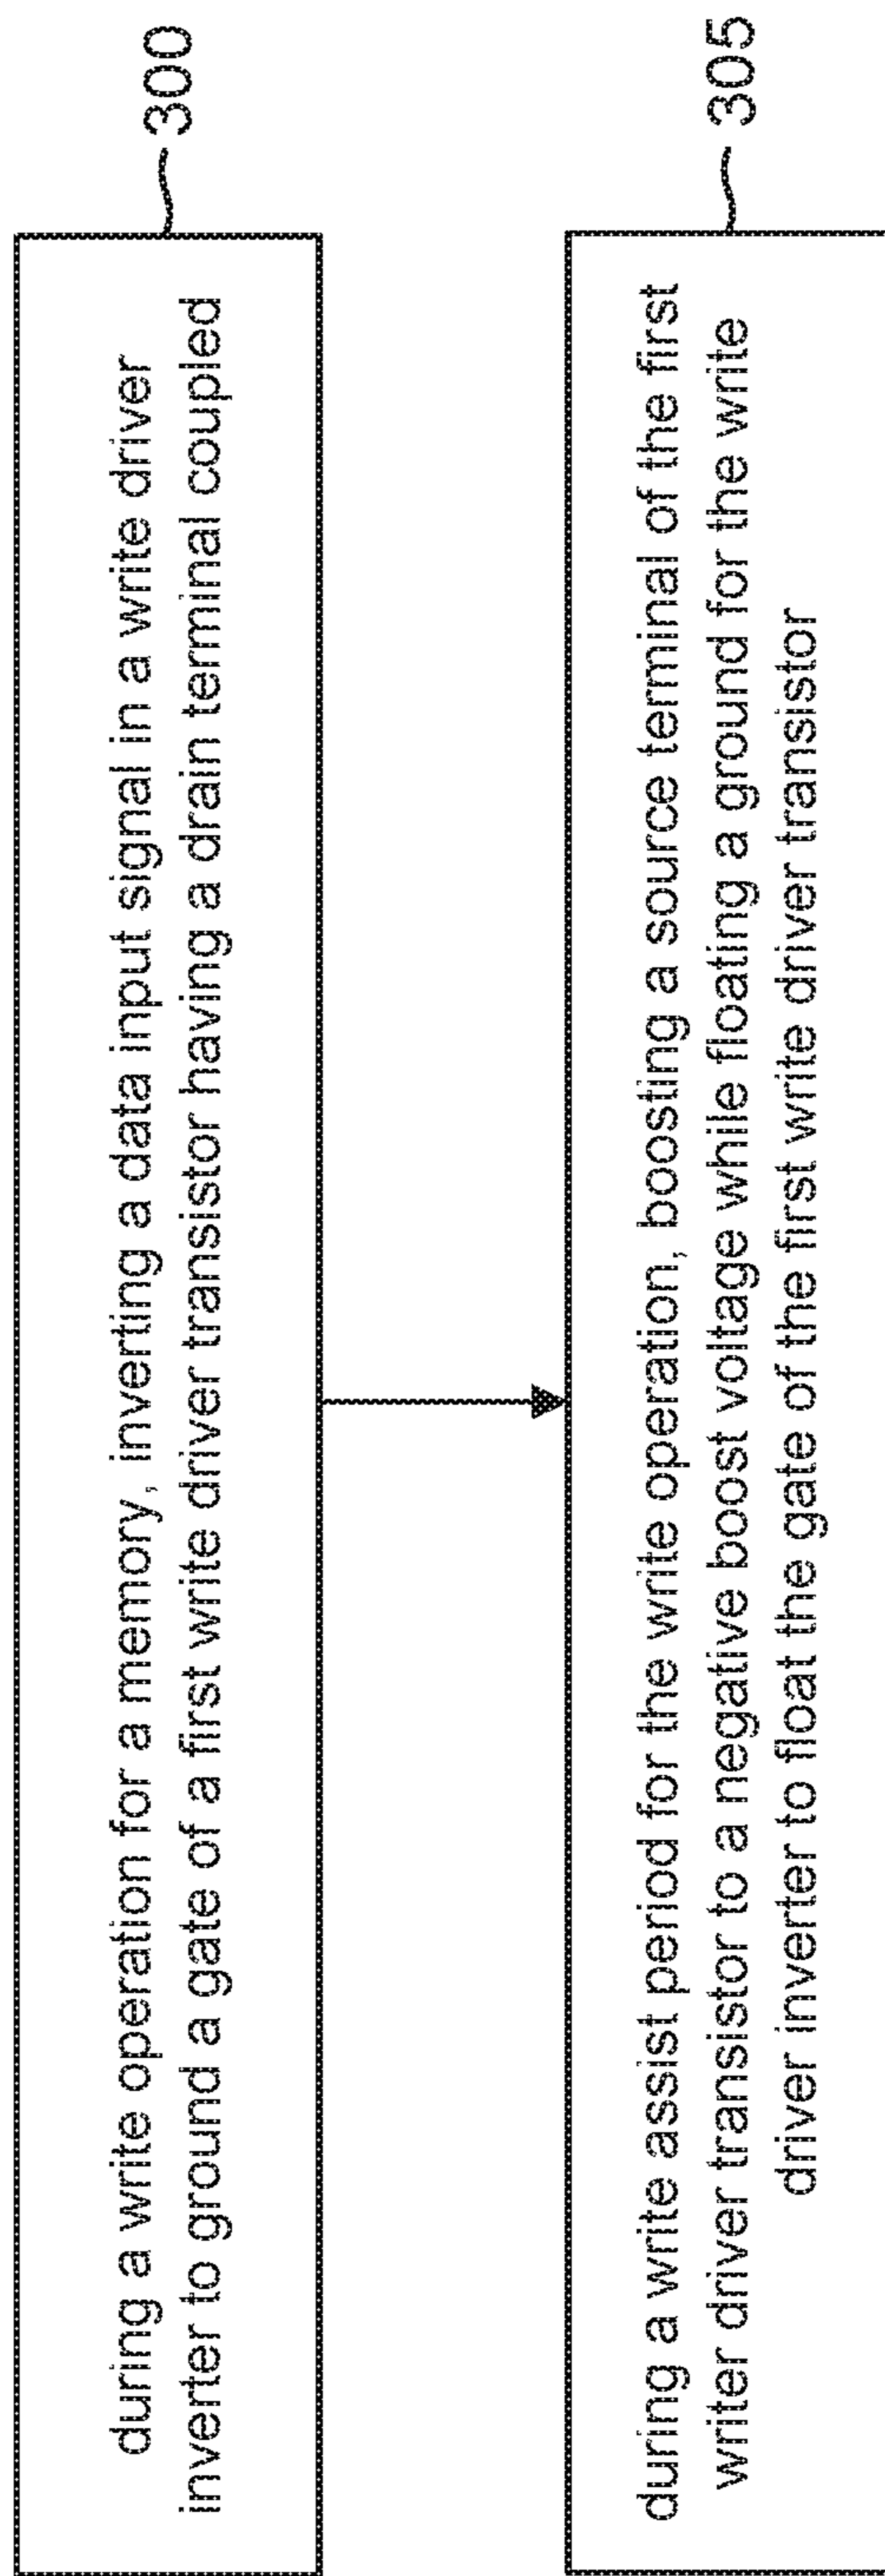 during a write operation for a memory, inverting a data input signal in a write driver
inverter to ground a gate of a first write driver transistor having a drain terminal coupled
300
during a write assist period for the write operation, boosting a source terminal of the first
writer driver transistor to a negative boost voltage while floating a ground for the write
driver inverter to float the gate of the first write driver transistor
305